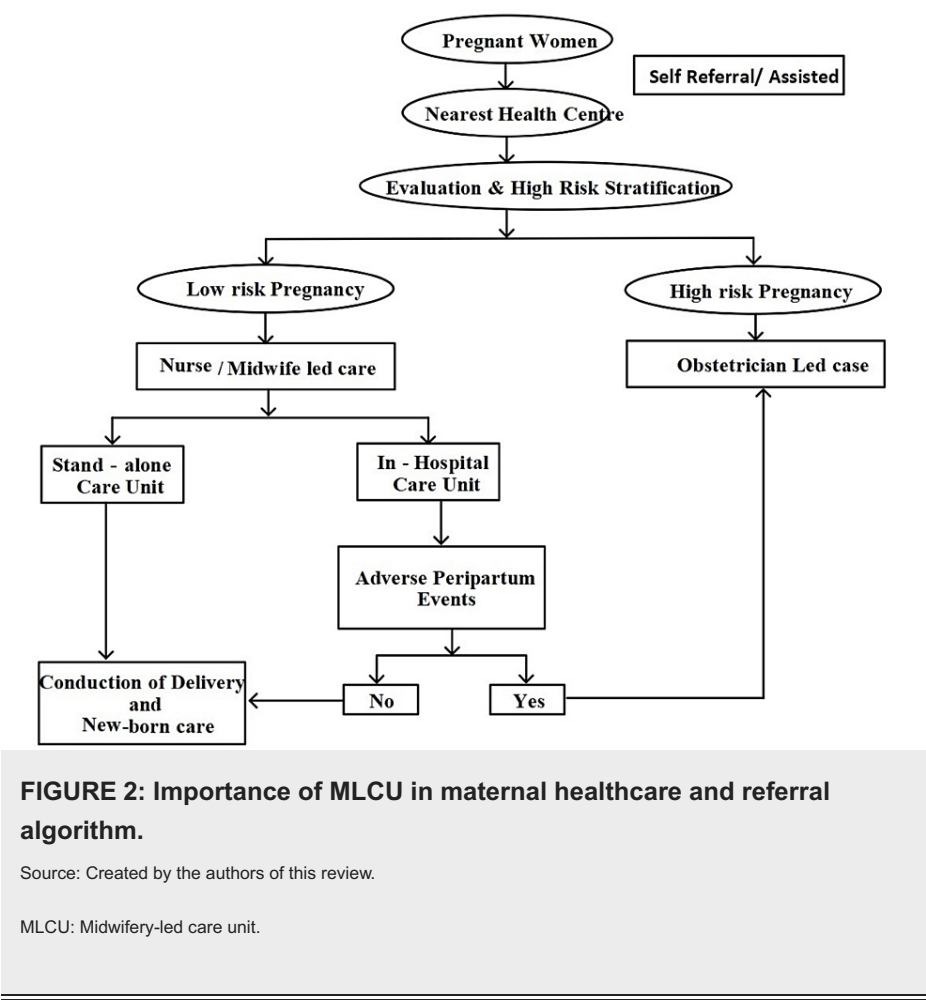 Pregnant Women
Self Referral/ Assisted
Nearest Health Centre
Evaluation & High Risk Stratification
Low risk Pregnancy
High risk Pregnancy
Nurse / Midwife led care
Obstetrician Led case
Stand - alone
Care Unit
In - Hospital
Care Unit
Adverse Peripartum
Events
Conduction of Delivery
and
New-born care
No
Yes
FIGURE 2: Importance of MLCU in maternal healthcare and referral
algorithm.
Source: Created by the authors of this review.
MLCU: Midwifery-led care unit.